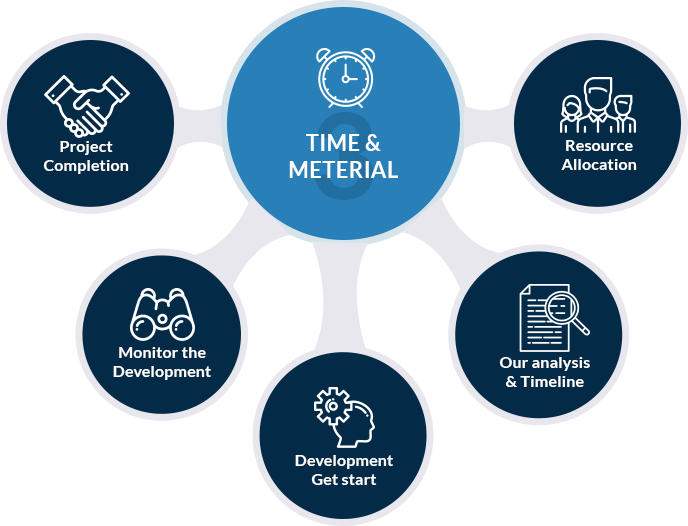 TIME &
METERIAL
Project
Completion
Resource
Allocation
Monitor the
Development
Our analysis
& Timeline
Development
Get start